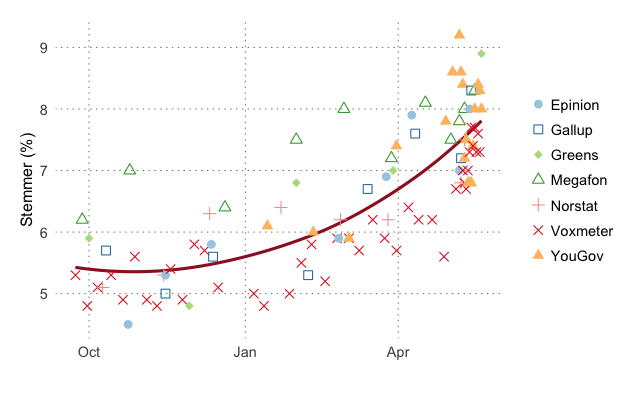 9
8
7
6
5
Stemmer (%)
Oct
Jan
Apr
Epinion
Gallup
Greens
Megafon
Norstat
Voxmeter
YouGov